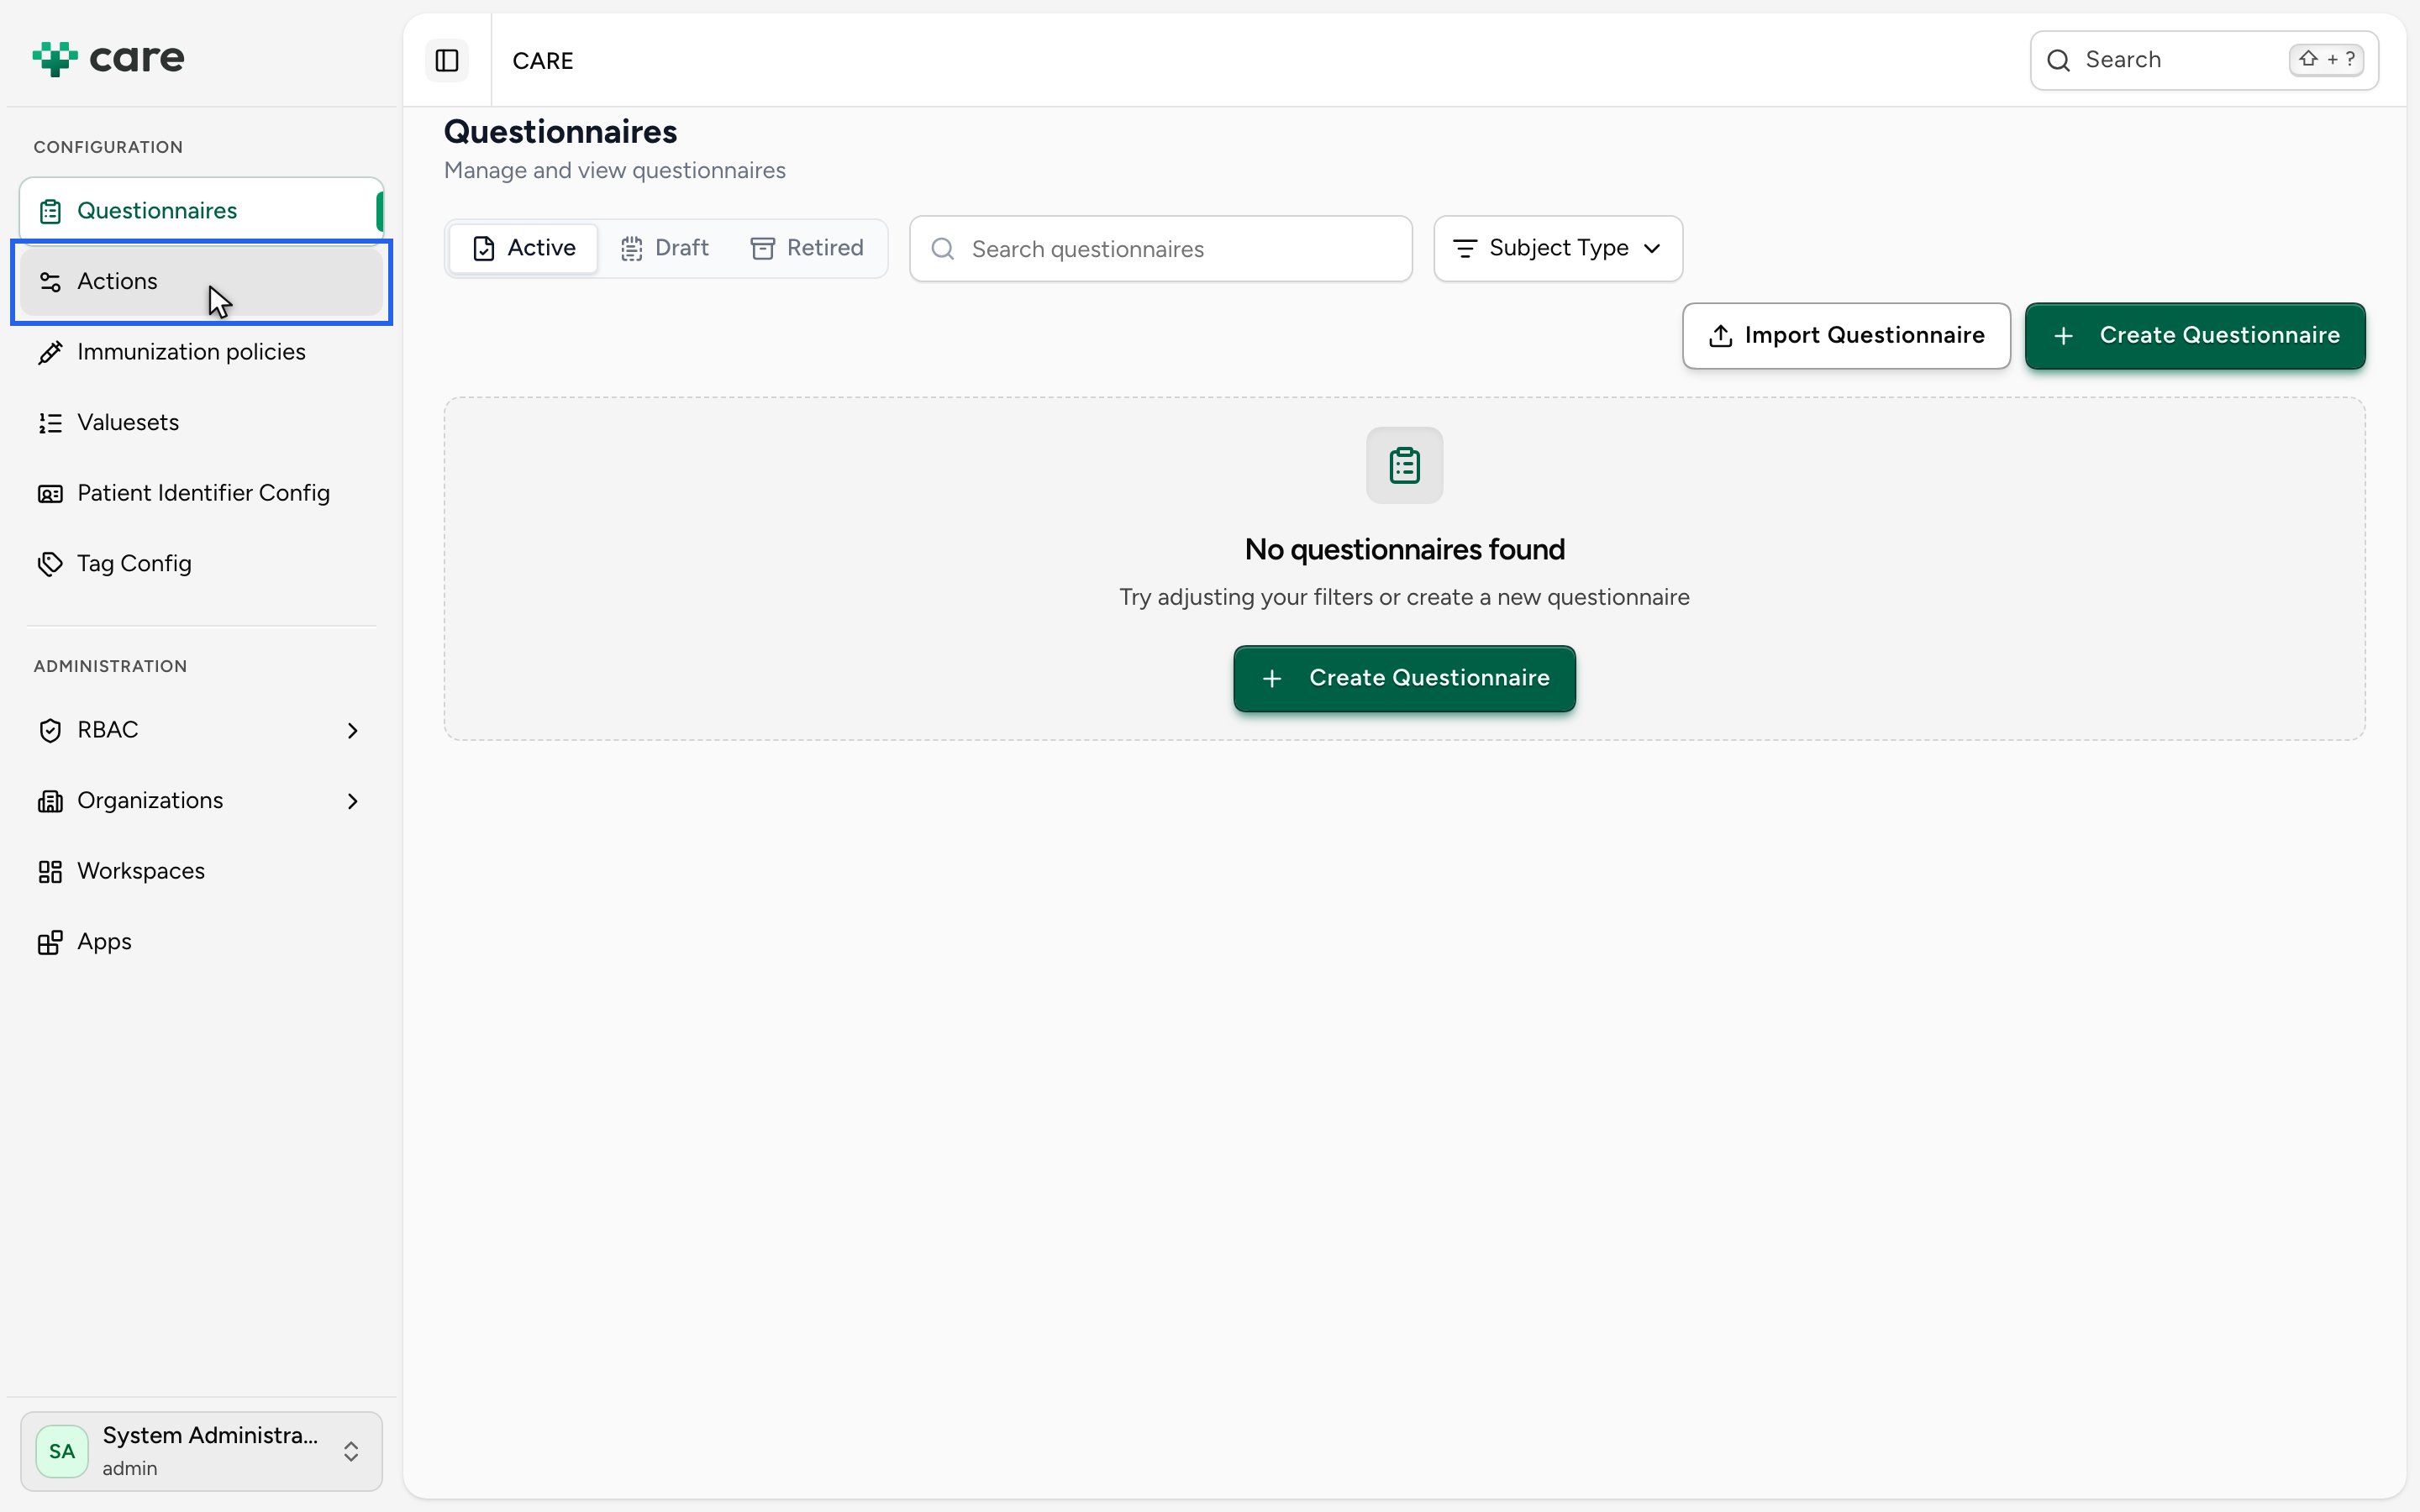 care
CARE
Search
+ ?
CONFIGURATION
Questionnaires
Actions
Immunization policies
Valuesets
Patient Identifier Config
Tag Config
ADMINISTRATION
RBAC
Organizations
Workspaces
Apps
SA
System Administra...
admin
Questionnaires
Manage and view questionnaires
Active
Draft
Retired
Search questionnaires
Subject Type
Import Questionnaire
Create Questionnaire
No questionnaires found
Try adjusting your filters or create a new questionnaire
Create Questionnaire